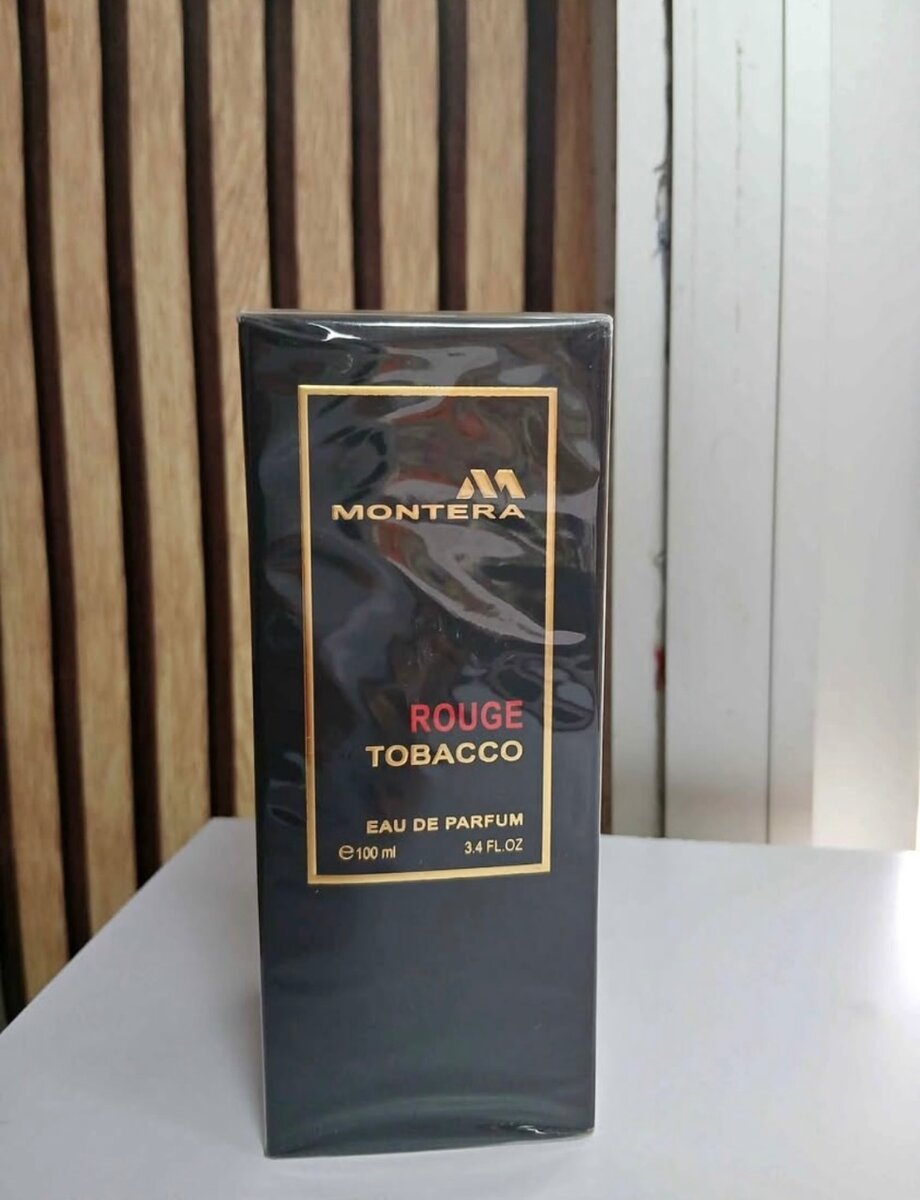 MONTERA
ROUGE
TOBACCO
EAU DE PARFUM
℮100 ml 3.4 FL.OZ